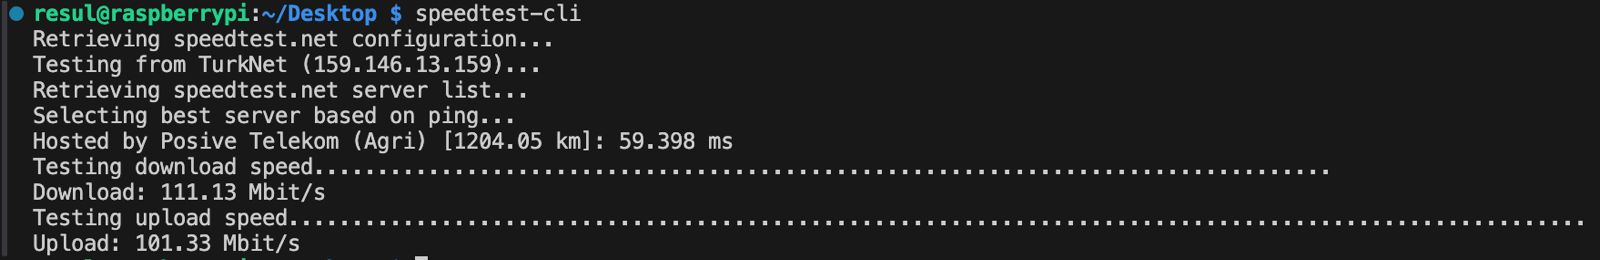 resul@raspberrypi:~/Desktop $ speedtest-cli
Retrieving speedtest.net configuration...
Testing from TurkNet (159.146.13.159)...
Retrieving speedtest.net server list...
Selecting best server based on ping...
Hosted by Posive Telekom (Agri) [1204.05 km]: 59.398 ms
Testing download speed................................................................................
Download: 111.13 Mbit/s
Testing upload speed......................................................................................................
Upload: 101.33 Mbit/s